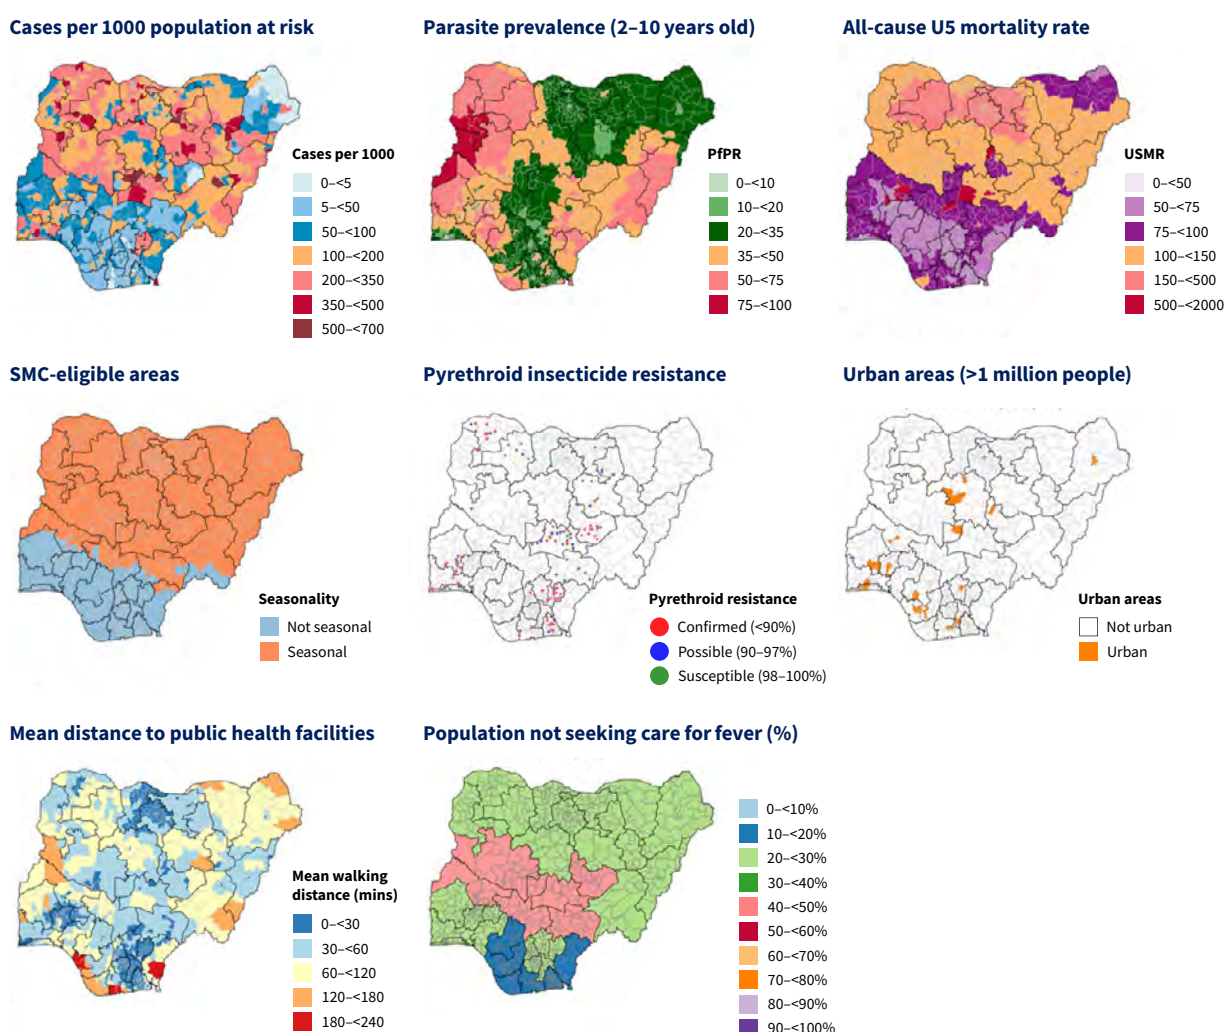 Cases per 1000 population at risk
Parasite prevalence (2–10 years old)
All-cause U5 mortality rate
Cases per 1000
0–<5
5–<50
50–<100
100–<200
200–<350
350–<500
500–<700
PfPR
0–<10
10–<20
20–<35
35–<50
50–<75
75–<100
USMR
0–<50
50–<75
75–<100
100–<150
150–<500
500–<2000
SMC-eligible areas
Pyrethroid insecticide resistance
Urban areas (>1 million people)
Seasonality
Not seasonal
Seasonal
Pyrethroid resistance
Confirmed (<90%)
Possible (90–97%)
Susceptible (98–100%)
Urban areas
Not urban
Urban
Mean distance to public health facilities
Population not seeking care for fever (%)
Mean walking
distance (mins)
0–<30
30–<60
60–<120
120–<180
180–<240
0–<10%
10–<20%
20–<30%
30–<40%
40–<50%
50–<60%
60–<70%
70–<80%
80–<90%
90–<100%